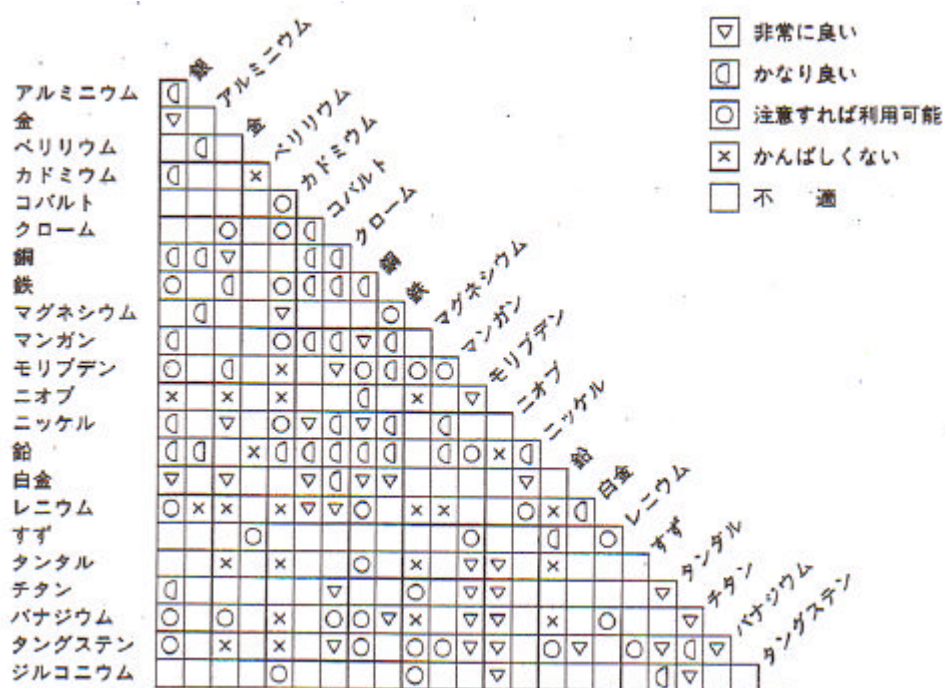 非常に良い
かなり良い
注意すれば利用可能
かんばしくない
不 適
銀
アルミニウム
金
ベリリウム
カドミウム
コバルト
クローム
銅
鉄
マグネシウム
マンガン
モリブデン
ニオブ
ニッケル
鉛
白金
レニウム
すず
タンタル
チタン
バナジウム
タングステン
アルミニウム
金
ベリリウム
カドミウム
コバルト
クローム
銅
鉄
マグネシウム
マンガン
モリブデン
ニオブ
ニッケル
鉛
白金
レニウム
すず
タンタル
チタン
バナジウム
タングステン
ジルコニウム